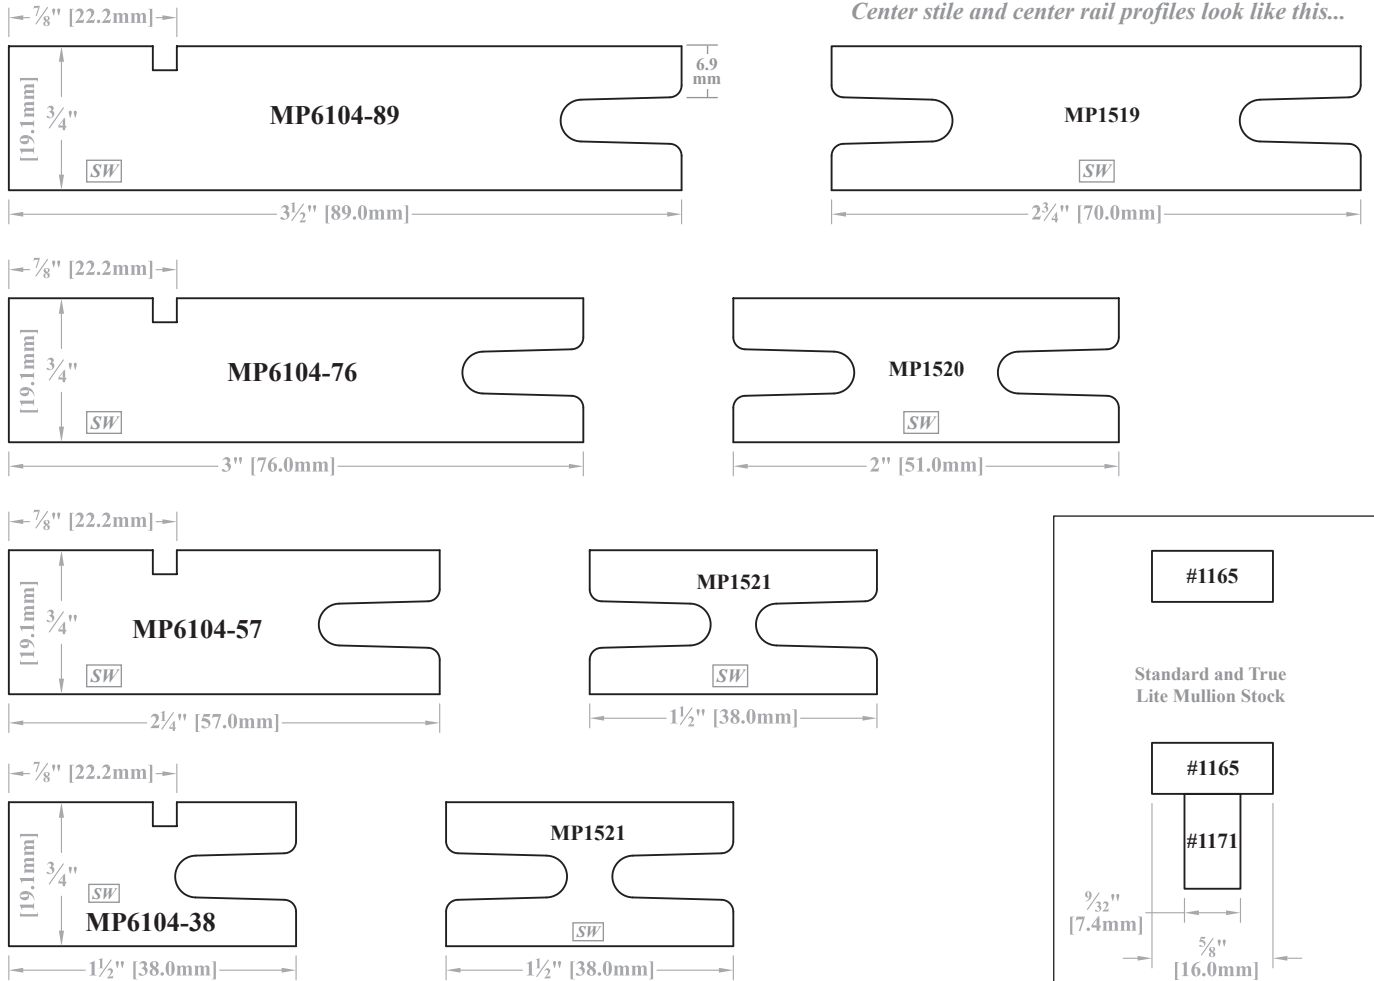 Center stile and center rail profiles look like this...
7/8" [22.2mm]
6.9
mm
[19.1mm]
3/4"
MP6104-89
SW
3½" [89.0mm]
MP1519
SW
2¾" [70.0mm]
7/8" [22.2mm]
[19.1mm]
3/4"
MP6104-76
SW
3" [76.0mm]
MP1520
SW
2" [51.0mm]
7/8" [22.2mm]
[19.1mm]
3/4"
MP6104-57
SW
2¼" [57.0mm]
MP1521
SW
1½" [38.0mm]
7/8" [22.2mm]
[19.1mm]
3/4"
SW
MP6104-38
1½" [38.0mm]
MP1521
SW
1½" [38.0mm]
#1165
Standard and True
Lite Mullion Stock
#1165
#1171
9/32"
[7.4mm]
5/8"
[16.0mm]